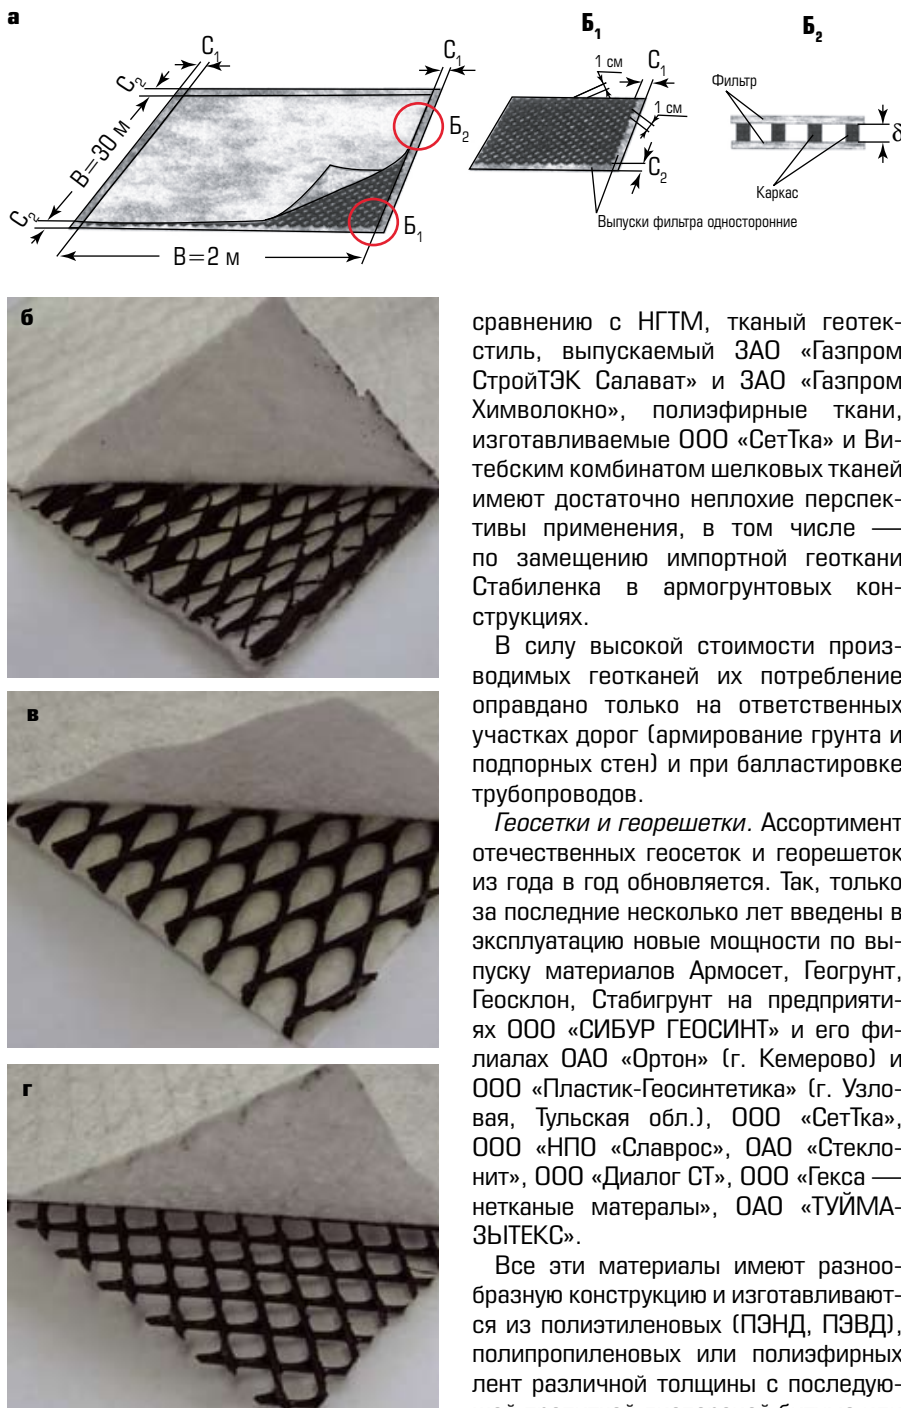 а
С1
С1
С2
B=30 м
С2
B=2 м
Б2
Б1
Б1
1 см
С1
1 см
С2
Выпуски фильтра односторонние
Б2
Фильтр
δ
Каркас
б
в
г
сравнению с НГТМ, тканый геотек-
стиль, выпускаемый ЗАО «Газпром
СтройТЭК Салават» и ЗАО «Газпром
Химволокно», полиэфирные ткани,
изготавливаемые ООО «СетТка» и Ви-
тебским комбинатом шелковых тканей
имеют достаточно неплохие перспек-
тивы применения, в том числе —
по замещению импортной геоткани
Стабиленка в армогрунтовых кон-
струкциях.
В силу высокой стоимости произ-
водимых геотканей их потребление
оправдано только на ответственных
участках дорог (армирование грунта и
подпорных стен) и при балластировке
трубопроводов.
Геосетки и георешетки. Ассортимент
отечественных геосеток и георешеток
из года в год обновляется. Так, только
за последние несколько лет введены в
эксплуатацию новые мощности по вы-
пуску материалов Армосет, Геогрунт,
Геосклон, Стабигрунт на предприяти-
ях ООО «СИБУР ГЕОСИНТ» и его фи-
лиалах ОАО «Ортон» (г. Кемерово) и
ООО «Пластик-Геосинтетика» (г. Узло-
вая, Тульская обл.), ООО «СетТка»,
ООО «НПО «Славрос», ОАО «Стекло-
нит», ООО «Диалог СТ», ООО «Гекса —
нетканые матералы», ОАО «ТУЙМА-
ЗЫТЕКС».
Все эти материалы имеют разноо-
бразную конструкцию и изготавливают-
ся из полиэтиленовых (ПЭНД, ПЭВД),
полипропиленовых или полиэфирных
лент различной толщины с последую-